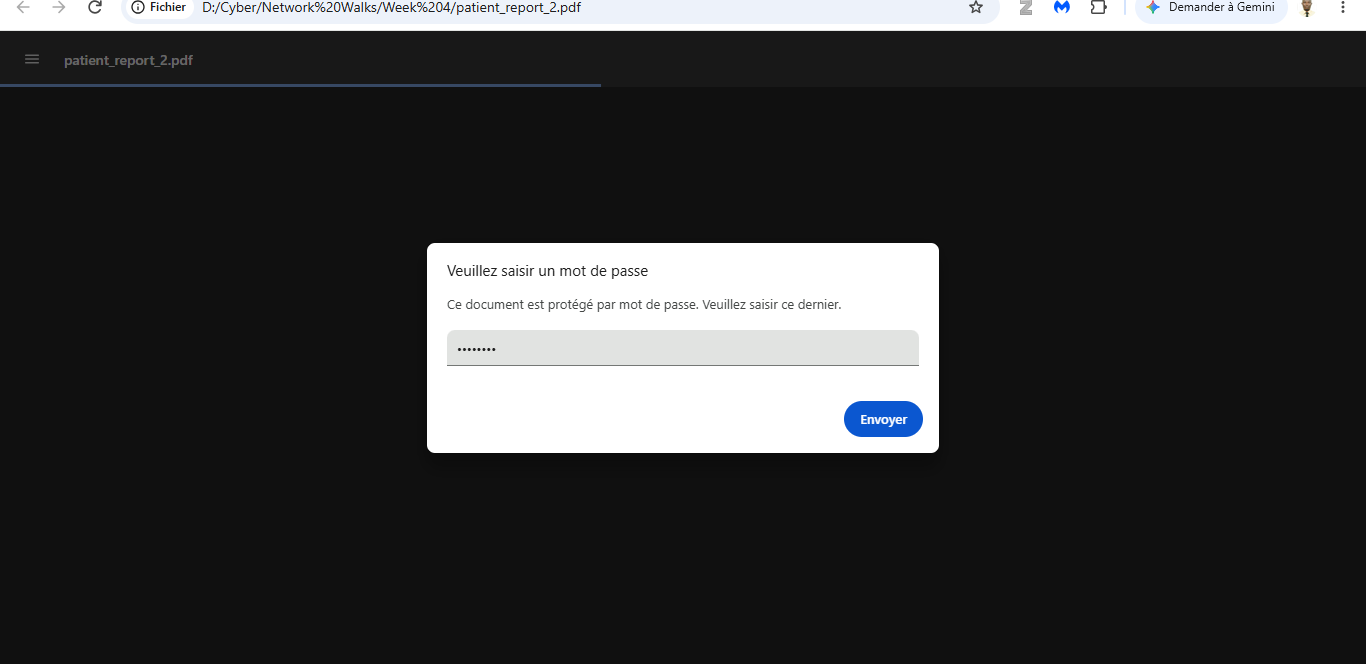 Fichier D:/Cyber/Network%20Walks/Week%204/patient_report_2.pdf Demander à Gemini
patient_report_2.pdf
Veuillez saisir un mot de passe
Ce document est protégé par mot de passe. Veuillez saisir ce dernier.
••••••••
Envoyer